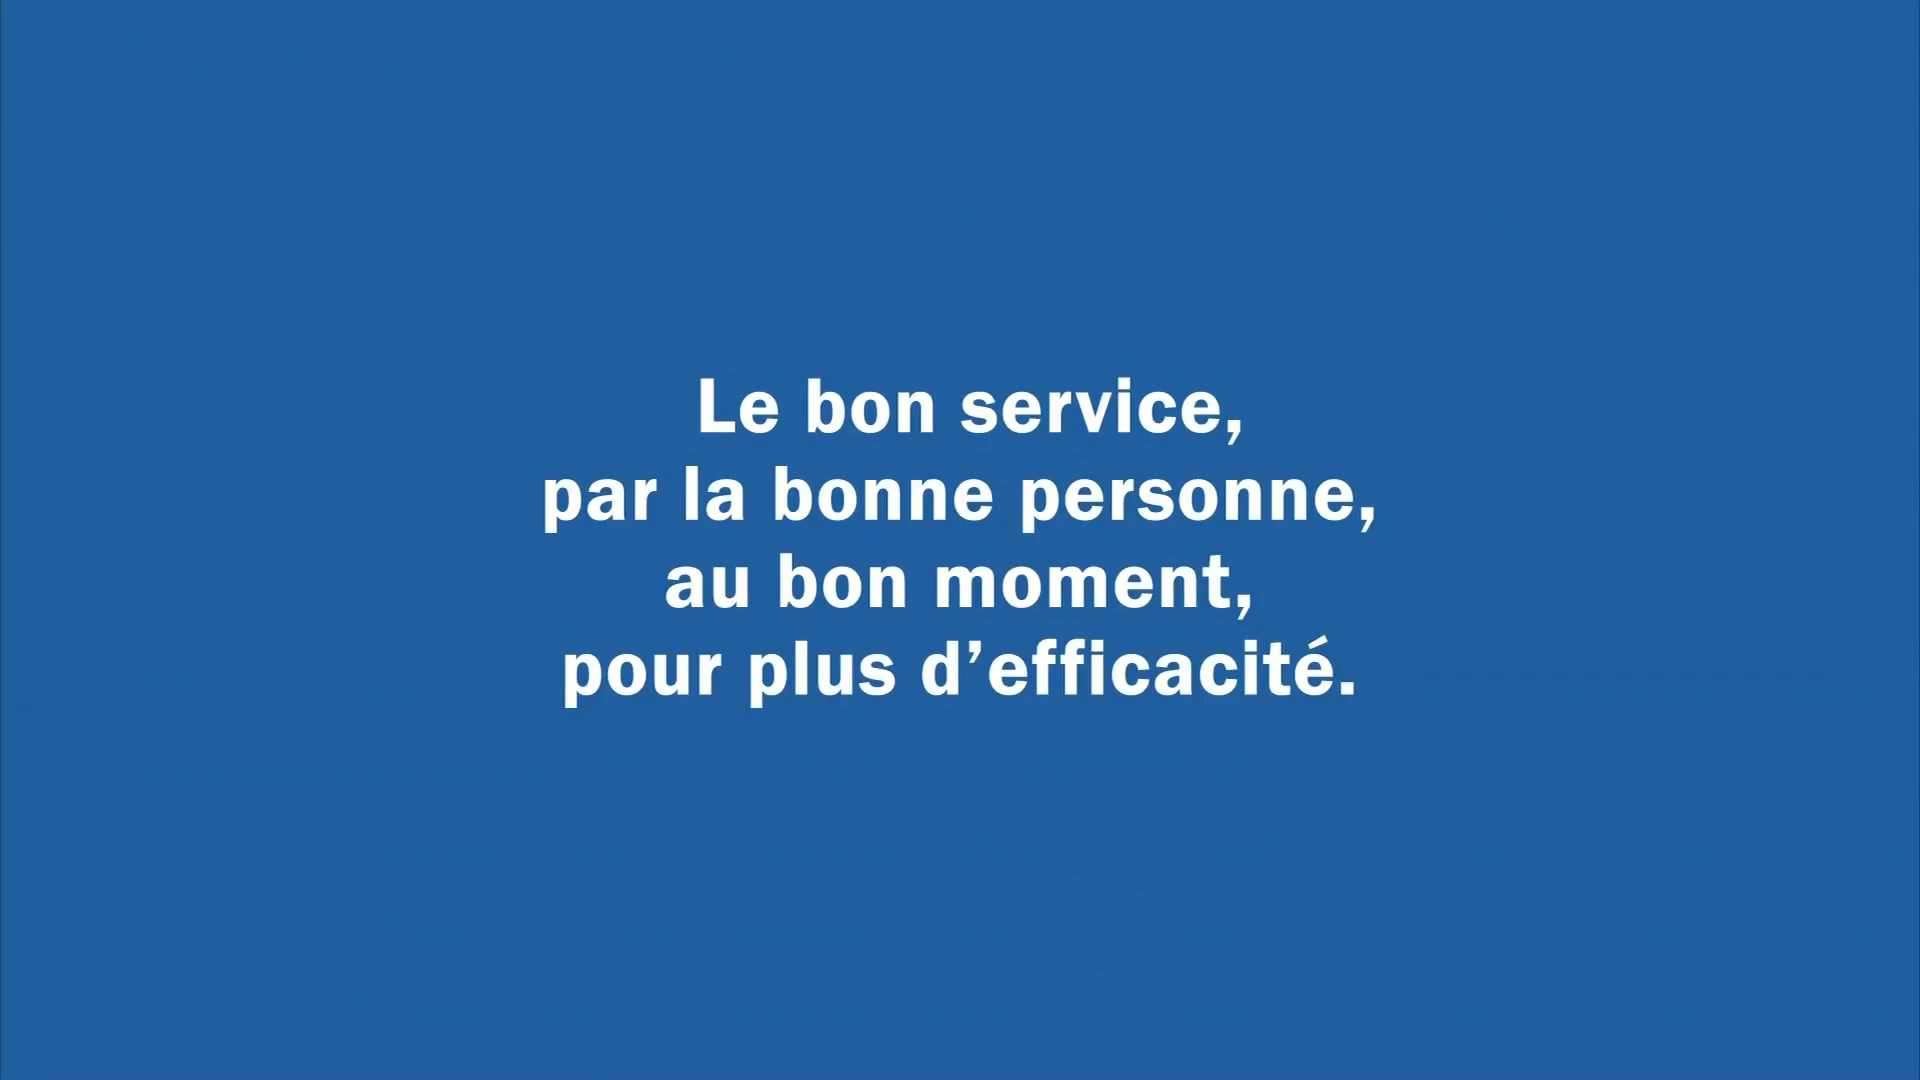 Le bon service,
par la bonne personne,
au bon moment,
pour plus d’efficacité.